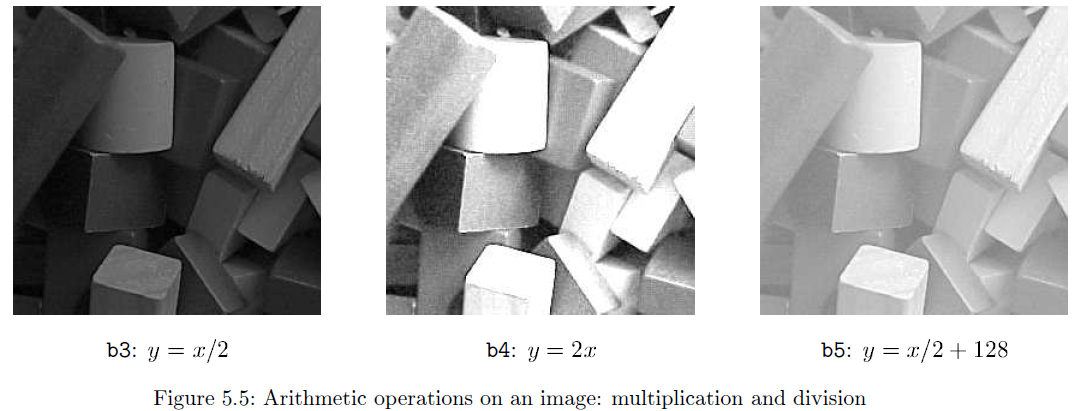 b3: y = x/2
b4: y = 2x
b5: y = x/2 + 128
Figure 5.5: Arithmetic operations on an image: multiplication and division